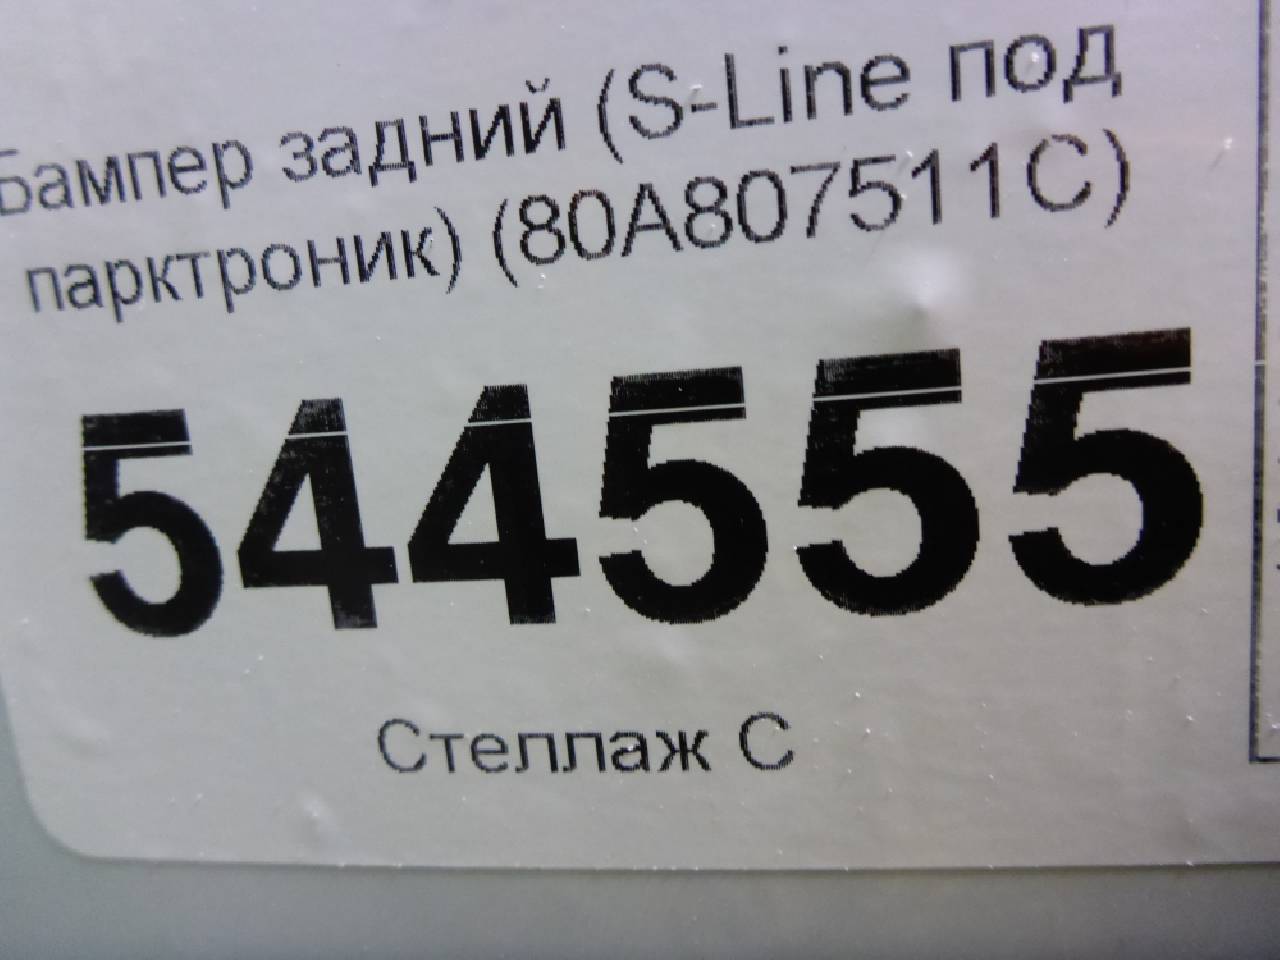 Бампер задний (S-Line под
парктроник) (80A807511C)
544555
Стеллаж С